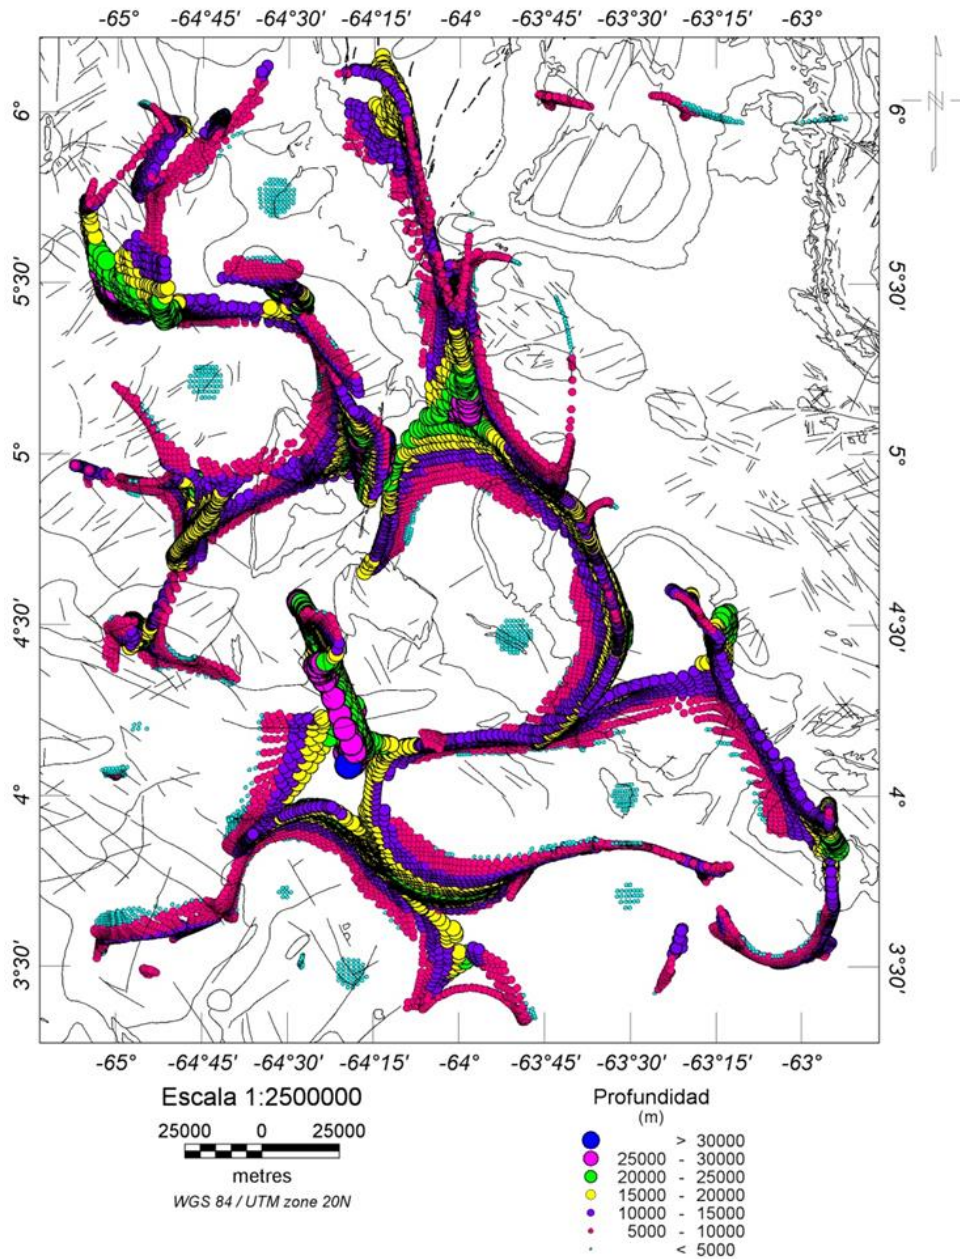 -65° -64°45' -64°30' -64°15' -64° -63°45' -63°30' -63°15' -63°
6° 6°
N
5°30' 5°30'
5° 5°
4°30' 4°30'
4° 4°
3°30' 3°30'
-65° -64°45' -64°30' -64°15' -64° -63°45' -63°30' -63°15' -63°
Escala 1:2500000
25000 0 25000
metres
WGS 84 / UTM zone 20N
Profundidad
(m)
> 30000
25000 - 30000
20000 - 25000
15000 - 20000
10000 - 15000
5000 - 10000
< 5000